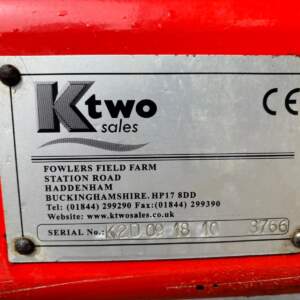 Ktwo
sales
CE
FOWLERS FIELD FARM
STATION ROAD
HADDENHAM
BUCKINGHAMSHIRE. HP17 8DD
Tel: (01844) 299290 Fax:(01844) 299390
Website: www.ktwosales.co.uk
SERIAL No.: K2D 09 18 10 3766